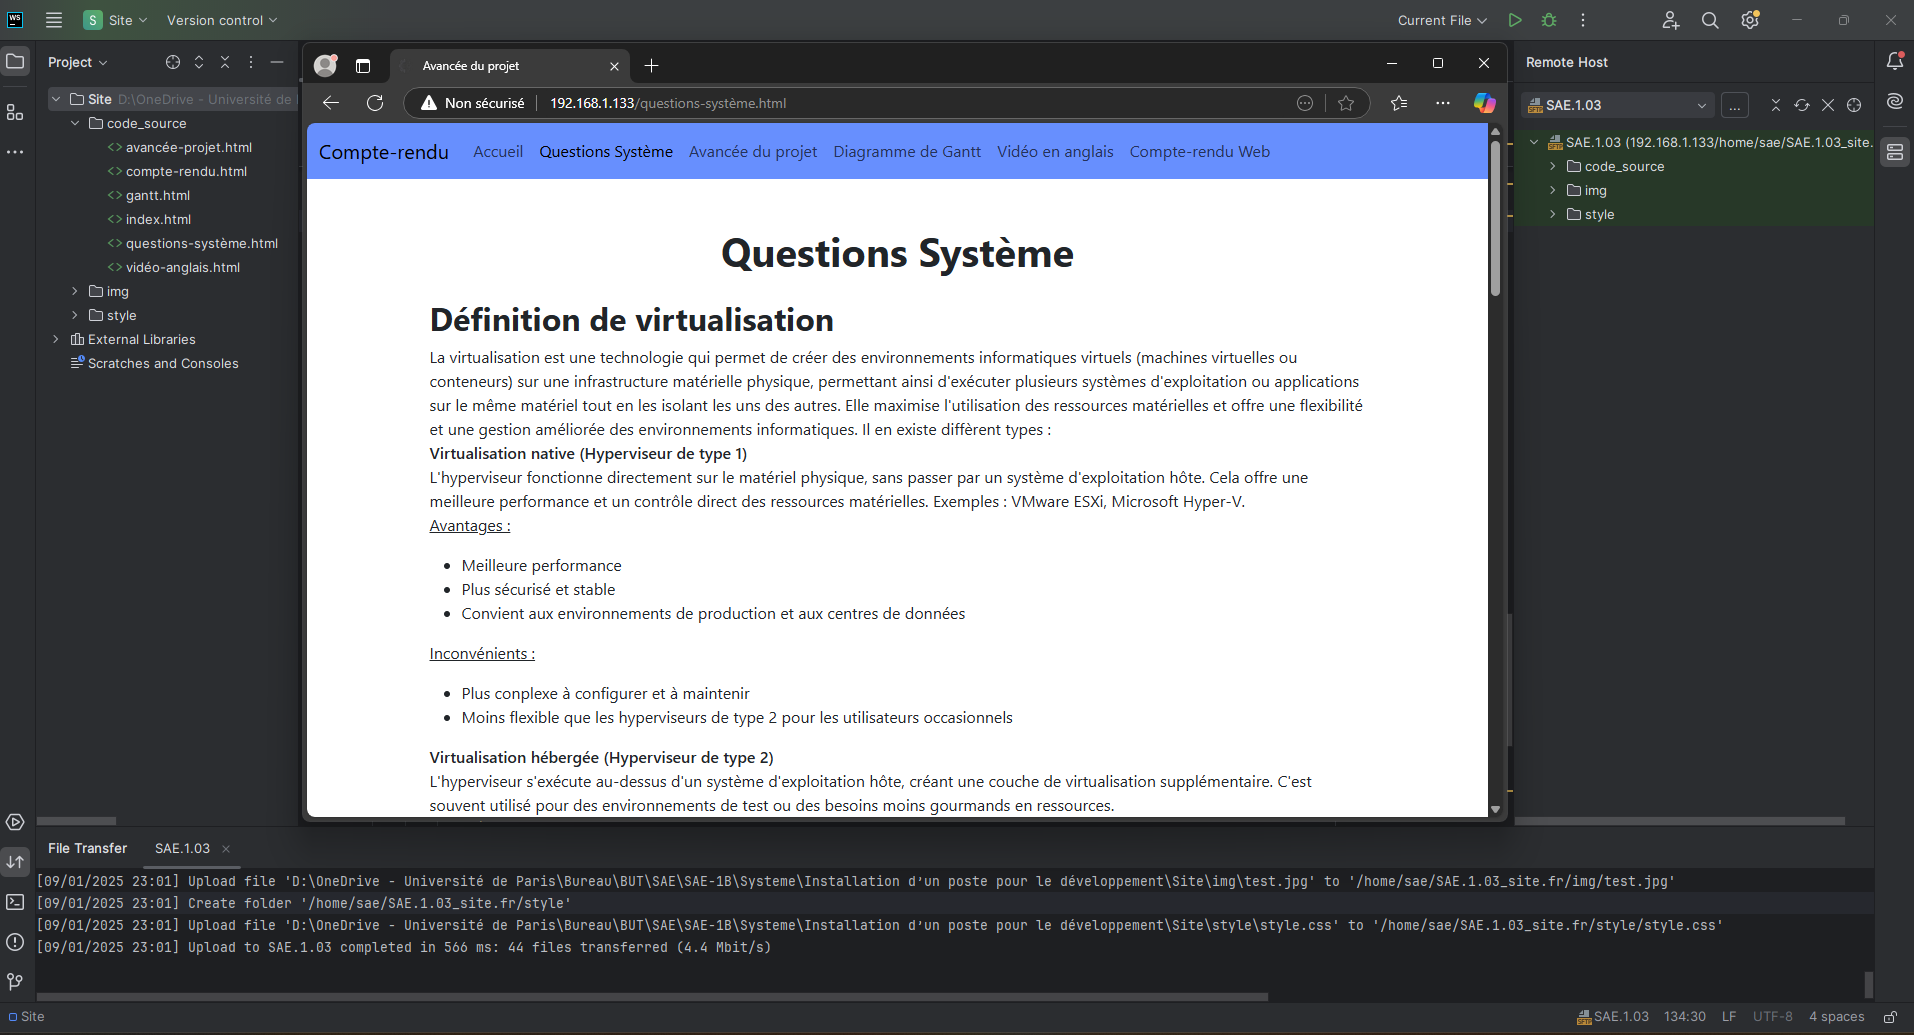 WS
S Site
Version control
Current File
Project
Site D:\OneDrive - Université de
code_source
<> avancée-projet.html
<> compte-rendu.html
<> gantt.html
<> index.html
<> questions-système.html
<> vidéo-anglais.html
img
style
External Libraries
Scratches and Consoles
Avancée du projet
Non sécurisé 192.168.1.133/questions-système.html
Compte-rendu Accueil Questions Système Avancée du projet Diagramme de Gantt Vidéo en anglais Compte-rendu Web
Questions Système
Définition de virtualisation
La virtualisation est une technologie qui permet de créer des environnements informatiques virtuels (machines virtuelles ou
conteneurs) sur une infrastructure matérielle physique, permettant ainsi d'exécuter plusieurs systèmes d'exploitation ou applications
sur le même matériel tout en les isolant les uns des autres. Elle maximise l'utilisation des ressources matérielles et offre une flexibilité
et une gestion améliorée des environnements informatiques. Il en existe diffèrent types :
Virtualisation native (Hyperviseur de type 1)
L'hyperviseur fonctionne directement sur le matériel physique, sans passer par un système d'exploitation hôte. Cela offre une
meilleure performance et un contrôle direct des ressources matérielles. Exemples : VMware ESXi, Microsoft Hyper-V.
Avantages :
• Meilleure performance
• Plus sécurisé et stable
• Convient aux environnements de production et aux centres de données
Inconvénients :
• Plus conplexe à configurer et à maintenir
• Moins flexible que les hyperviseurs de type 2 pour les utilisateurs occasionnels
Virtualisation hébergée (Hyperviseur de type 2)
L'hyperviseur s'exécute au-dessus d'un système d'exploitation hôte, créant une couche de virtualisation supplémentaire. C'est
souvent utilisé pour des environnements de test ou des besoins moins gourmands en ressources.
Remote Host
SFTP SAE.1.03 ...
SFTP SAE.1.03 (192.168.1.133/home/sae/SAE.1.03_site.
code_source
img
style
File Transfer SAE.1.03
[09/01/2025 23:01] Upload file 'D:\OneDrive - Université de Paris\Bureau\BUT\SAE\SAE-1B\Systeme\Installation d’un poste pour le développement\Site\img\test.jpg' to '/home/sae/SAE.1.03_site.fr/img/test.jpg'
[09/01/2025 23:01] Create folder '/home/sae/SAE.1.03_site.fr/style'
[09/01/2025 23:01] Upload file 'D:\OneDrive - Université de Paris\Bureau\BUT\SAE\SAE-1B\Systeme\Installation d’un poste pour le développement\Site\style\style.css' to '/home/sae/SAE.1.03_site.fr/style/style.css'
[09/01/2025 23:01] Upload to SAE.1.03 completed in 566 ms: 44 files transferred (4.4 Mbit/s)
Site
SFTP SAE.1.03 134:30 LF UTF-8 4 spaces